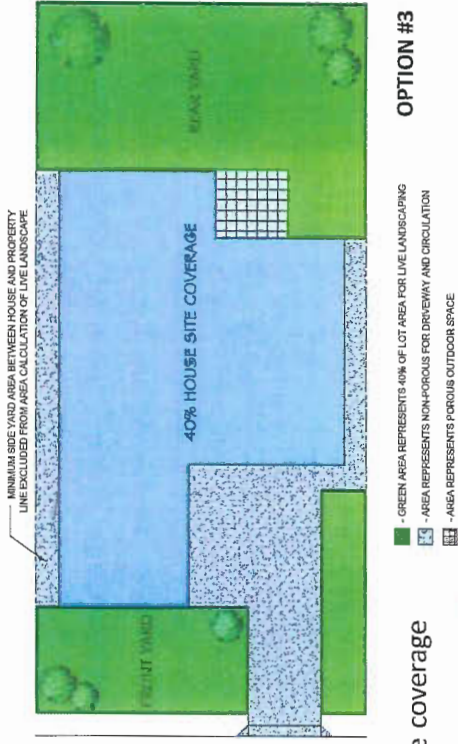 MINIMUM SIDE YARD AREA BETWEEN HOUSE AND PROPERTY
LINE EXCLUDED FROM AREA CALCULATION OF LIVE LANDSCAPE
REAR YARD
40% HOUSE SITE COVERAGE
FRONT YARD
- GREEN AREA REPRESENTS 40% OF LOT AREA FOR LIVE LANDSCAPING
- AREA REPRESENTS NON-POROUS FOR DRIVEWAY AND CIRCULATION
- AREA REPRESENTS POROUS OUTDOOR SPACE
OPTION #3
e coverage